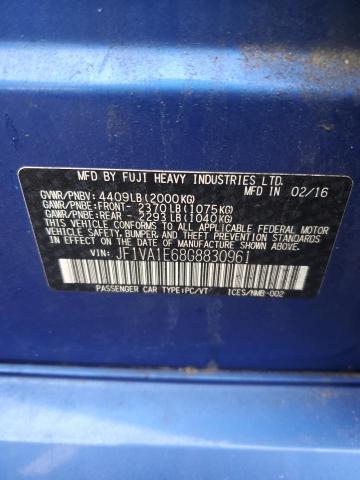 MFD BY FUJI HEAVY INDUSTRIES LTD. MFD IN 02/16
GVWR/PNBV: 4409LB(2000KG)
GAWR/PNBE:FRONT- 2370LB(1075KG)
GAWR/PNBE:REAR - 2293LB(1040KG)
THIS VEHICLE CONFORMS TO ALL APPLICABLE FEDERAL MOTOR
VEHICLE SAFETY, BUMPER, AND THEFT PREVENTION STANDARDS
IN EFFECT ON THE DATE OF MANUFACTURE SHOWN ABOVE.
VIN: JF1VA1E68G8830961
PASSENGER CAR TYPE:PC/VT ICES/NMB-002